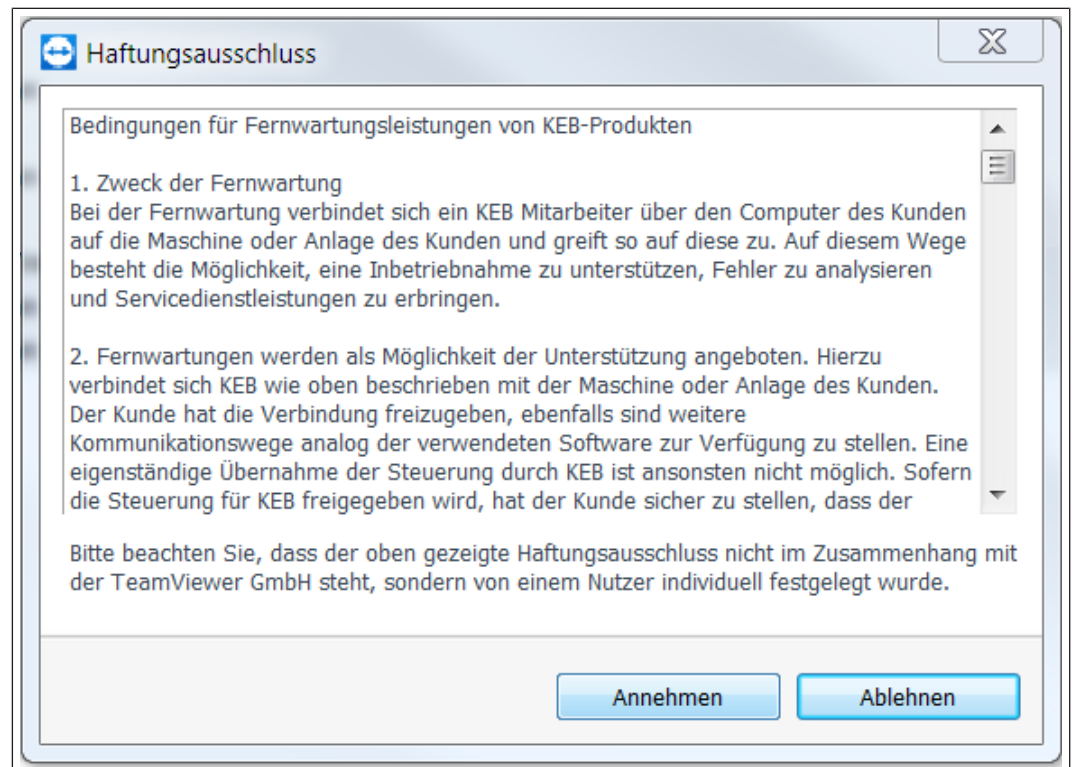 Haftungsausschluss
Bedingungen für Fernwartungsleistungen von KEB-Produkten
1. Zweck der Fernwartung
Bei der Fernwartung verbindet sich ein KEB Mitarbeiter über den Computer des Kunden
auf die Maschine oder Anlage des Kunden und greift so auf diese zu. Auf diesem Wege
besteht die Möglichkeit, eine Inbetriebnahme zu unterstützen, Fehler zu analysieren
und Servicedienstleistungen zu erbringen.
2. Fernwartungen werden als Möglichkeit der Unterstützung angeboten. Hierzu
verbindet sich KEB wie oben beschrieben mit der Maschine oder Anlage des Kunden.
Der Kunde hat die Verbindung freizugeben, ebenfalls sind weitere
Kommunikationswege analog der verwendeten Software zur Verfügung zu stellen. Eine
eigenständige Übernahme der Steuerung durch KEB ist ansonsten nicht möglich. Sofern
die Steuerung für KEB freigegeben wird, hat der Kunde sicher zu stellen, dass der
Bitte beachten Sie, dass der oben gezeigte Haftungsausschluss nicht im Zusammenhang mit
der TeamViewer GmbH steht, sondern von einem Nutzer individuell festgelegt wurde.
Annehmen
Ablehnen